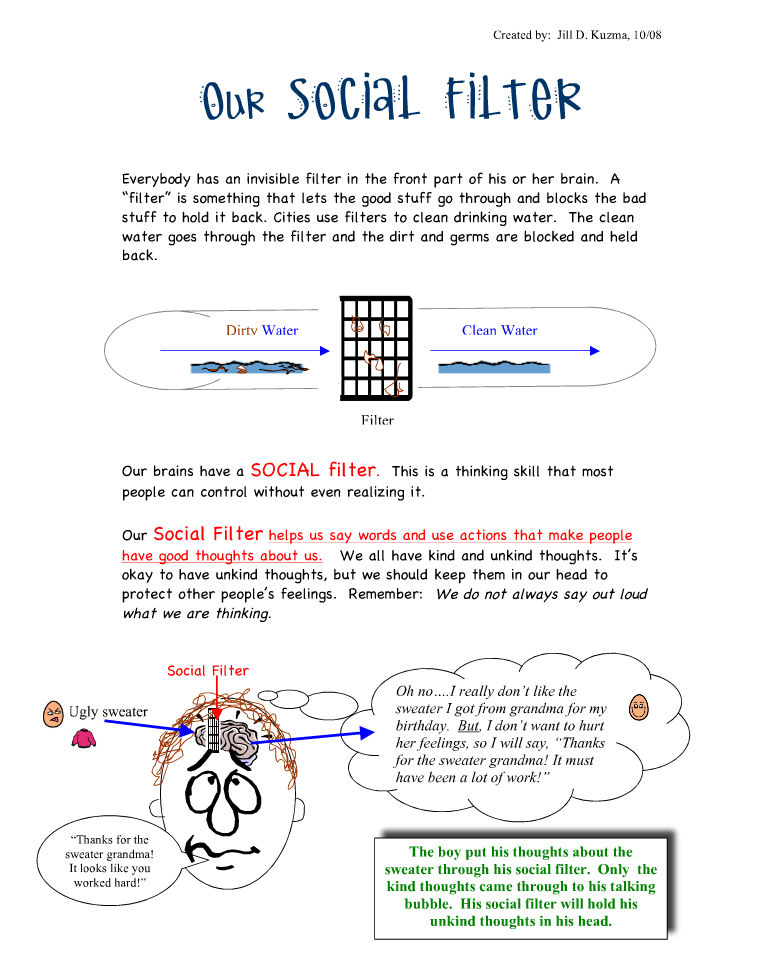 Created by:  Jill D. Kuzma, 10/08
Our Social Filter
Everybody has an invisible filter in the front part of his or her brain.  A
“filter” is something that lets the good stuff go through and blocks the bad
stuff to hold it back. Cities use filters to clean drinking water.  The clean
water goes through the filter and the dirt and germs are blocked and held
back.
Dirty Water
Clean Water
Filter
Our brains have a SOCIAL filter.  This is a thinking skill that most
people can control without even realizing it.
Our Social Filter helps us say words and use actions that make people
have good thoughts about us.  We all have kind and unkind thoughts.  It’s
okay to have unkind thoughts, but we should keep them in our head to
protect other people’s feelings.  Remember:  We do not always say out loud
what we are thinking.
Social Filter
Ugly sweater
Oh no….I really don’t like the
sweater I got from grandma for my
birthday.  But, I don’t want to hurt
her feelings, so I will say, “Thanks
for the sweater grandma! It must
have been a lot of work!”
“Thanks for the
sweater grandma!
It looks like you
worked hard!”
The boy put his thoughts about the
sweater through his social filter.  Only  the
kind thoughts came through to his talking
bubble.  His social filter will hold his
unkind thoughts in his head.